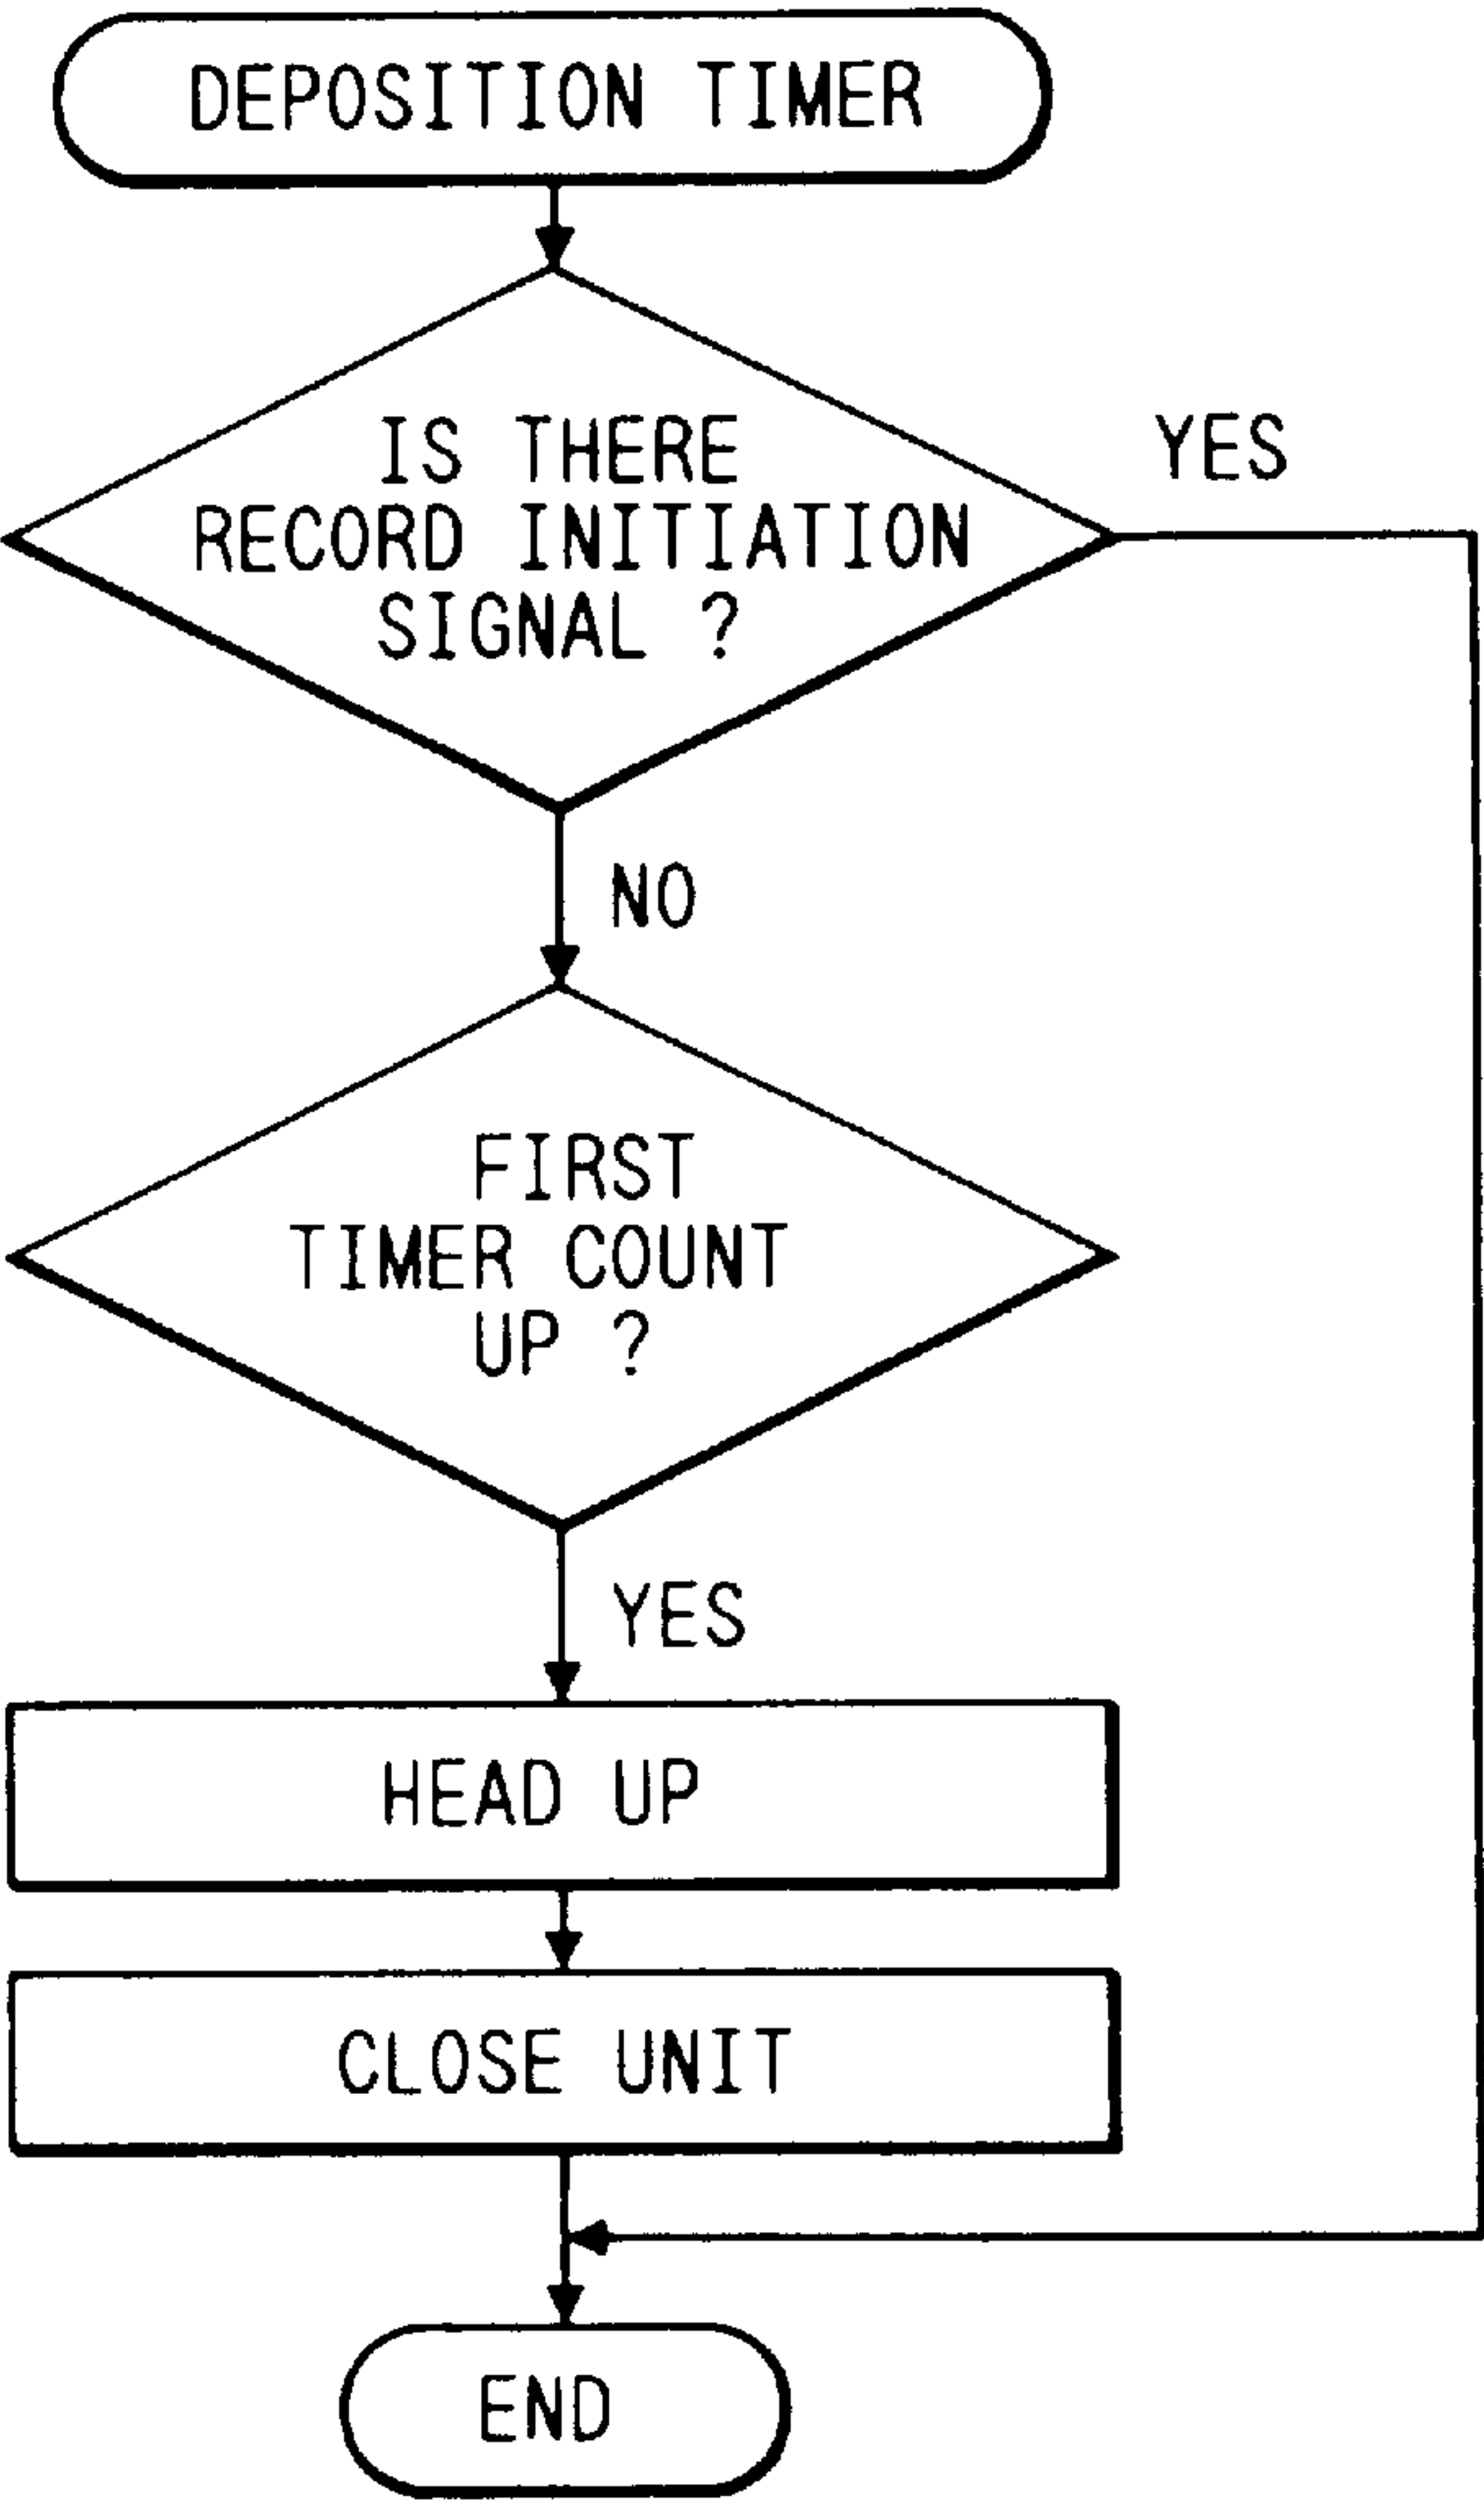 DEPOSITION TIMER
IS THERE
RECORD INITIATION
SIGNAL ?
YES
NO
FIRST
TIMER COUNT
UP ?
YES
HEAD UP
CLOSE UNIT
END